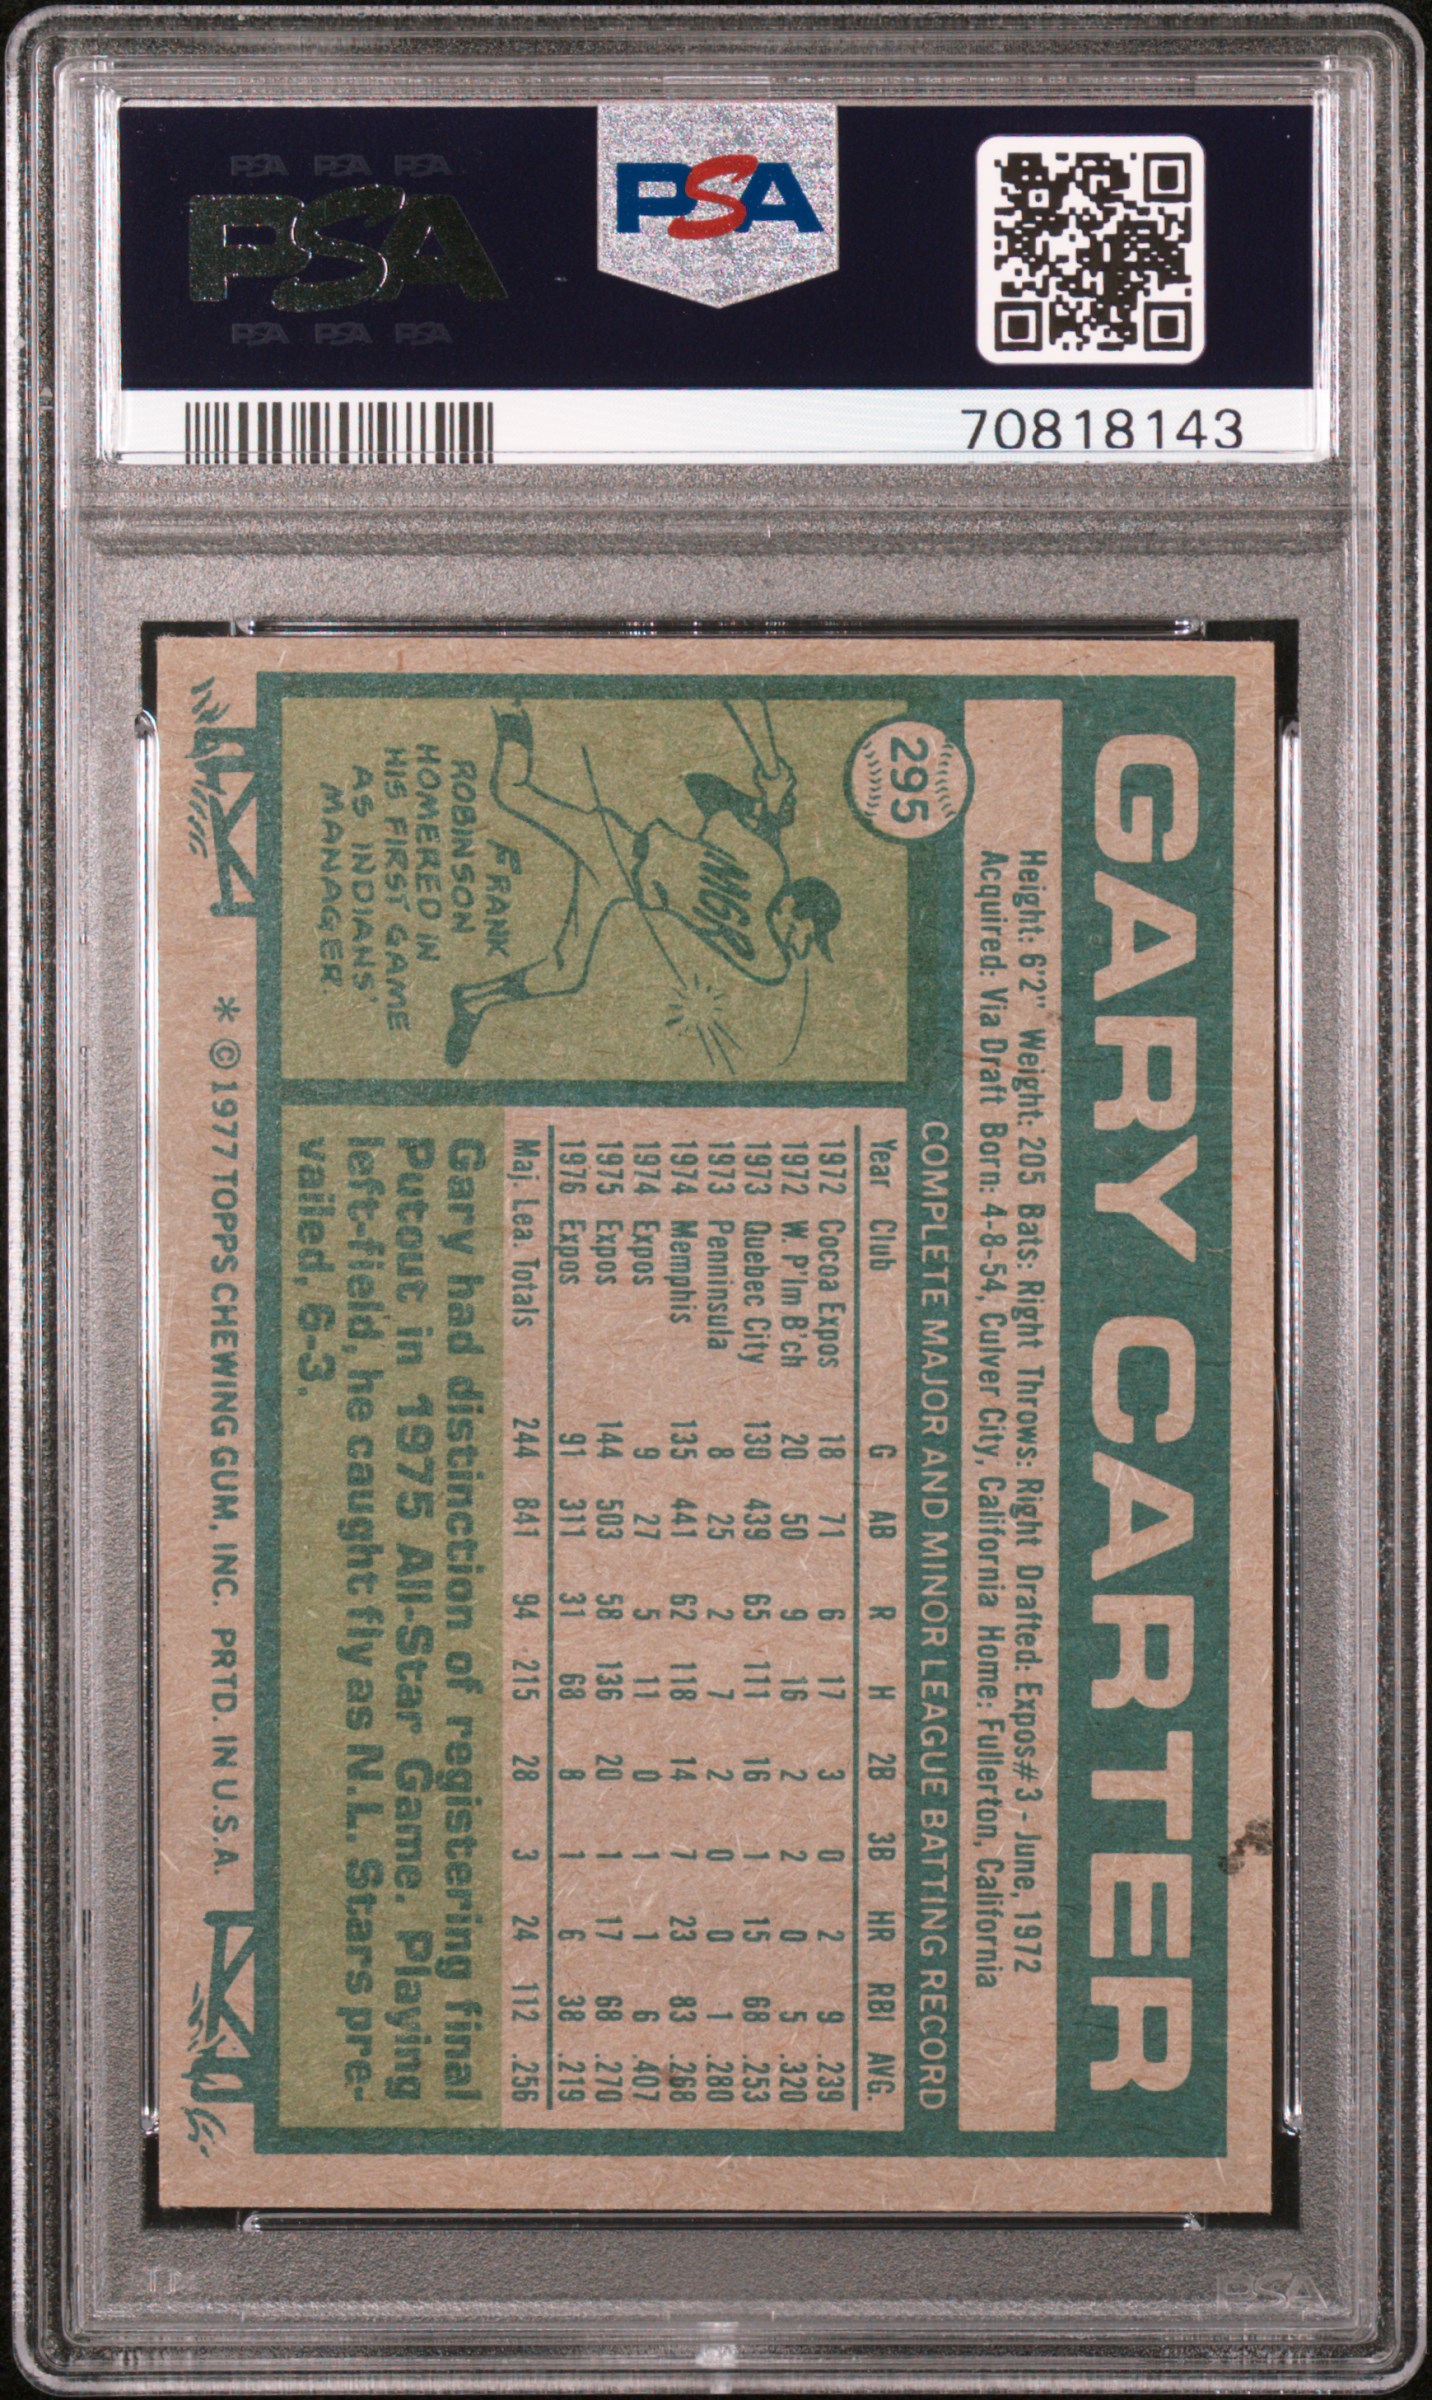 PSA PSA PSA
PSA
PSA PSA PSA
PSA
70818143
GARY CARTER
Height: 6'2" Weight: 205 Bats: Right Throws: Right Drafted: Expos #3 - June, 1972
Acquired: Via Draft Born: 4-8-54, Culver City, California Home: Fullerton, California
295
FRANK
ROBINSON
HOMERED IN
HIS FIRST GAME
AS INDIANS'
MANAGER
COMPLETE MAJOR AND MINOR LEAGUE BATTING RECORD
Year Club G AB R H 2B 3B HR RBI AVG.
1972 Cocoa Expos 18 71 6 17 3 0 2 9 .239
1972 W. P'lm B'ch 20 50 9 16 2 2 0 5 .320
1973 Quebec City 130 439 65 111 16 1 15 68 .253
1973 Penninsula 8 25 2 7 2 0 0 1 .280
1974 Memphis 135 441 62 118 14 7 23 83 .268
1974 Expos 9 27 5 11 0 1 1 6 .407
1975 Expos 144 503 58 136 20 1 17 68 .270
1976 Expos 91 311 31 68 8 1 6 38 .219
Maj. Lea. Totals 244 841 94 215 28 3 24 112 .256
Gary had distinction of registering final
Putout in 1975 All-Star Game. Playing
left-field, he caught fly as N.L. Stars pre-
vailed, 6-3.
* ©1977 TOPPS CHEWING GUM, INC. PRTD. IN U.S.A.
PSA